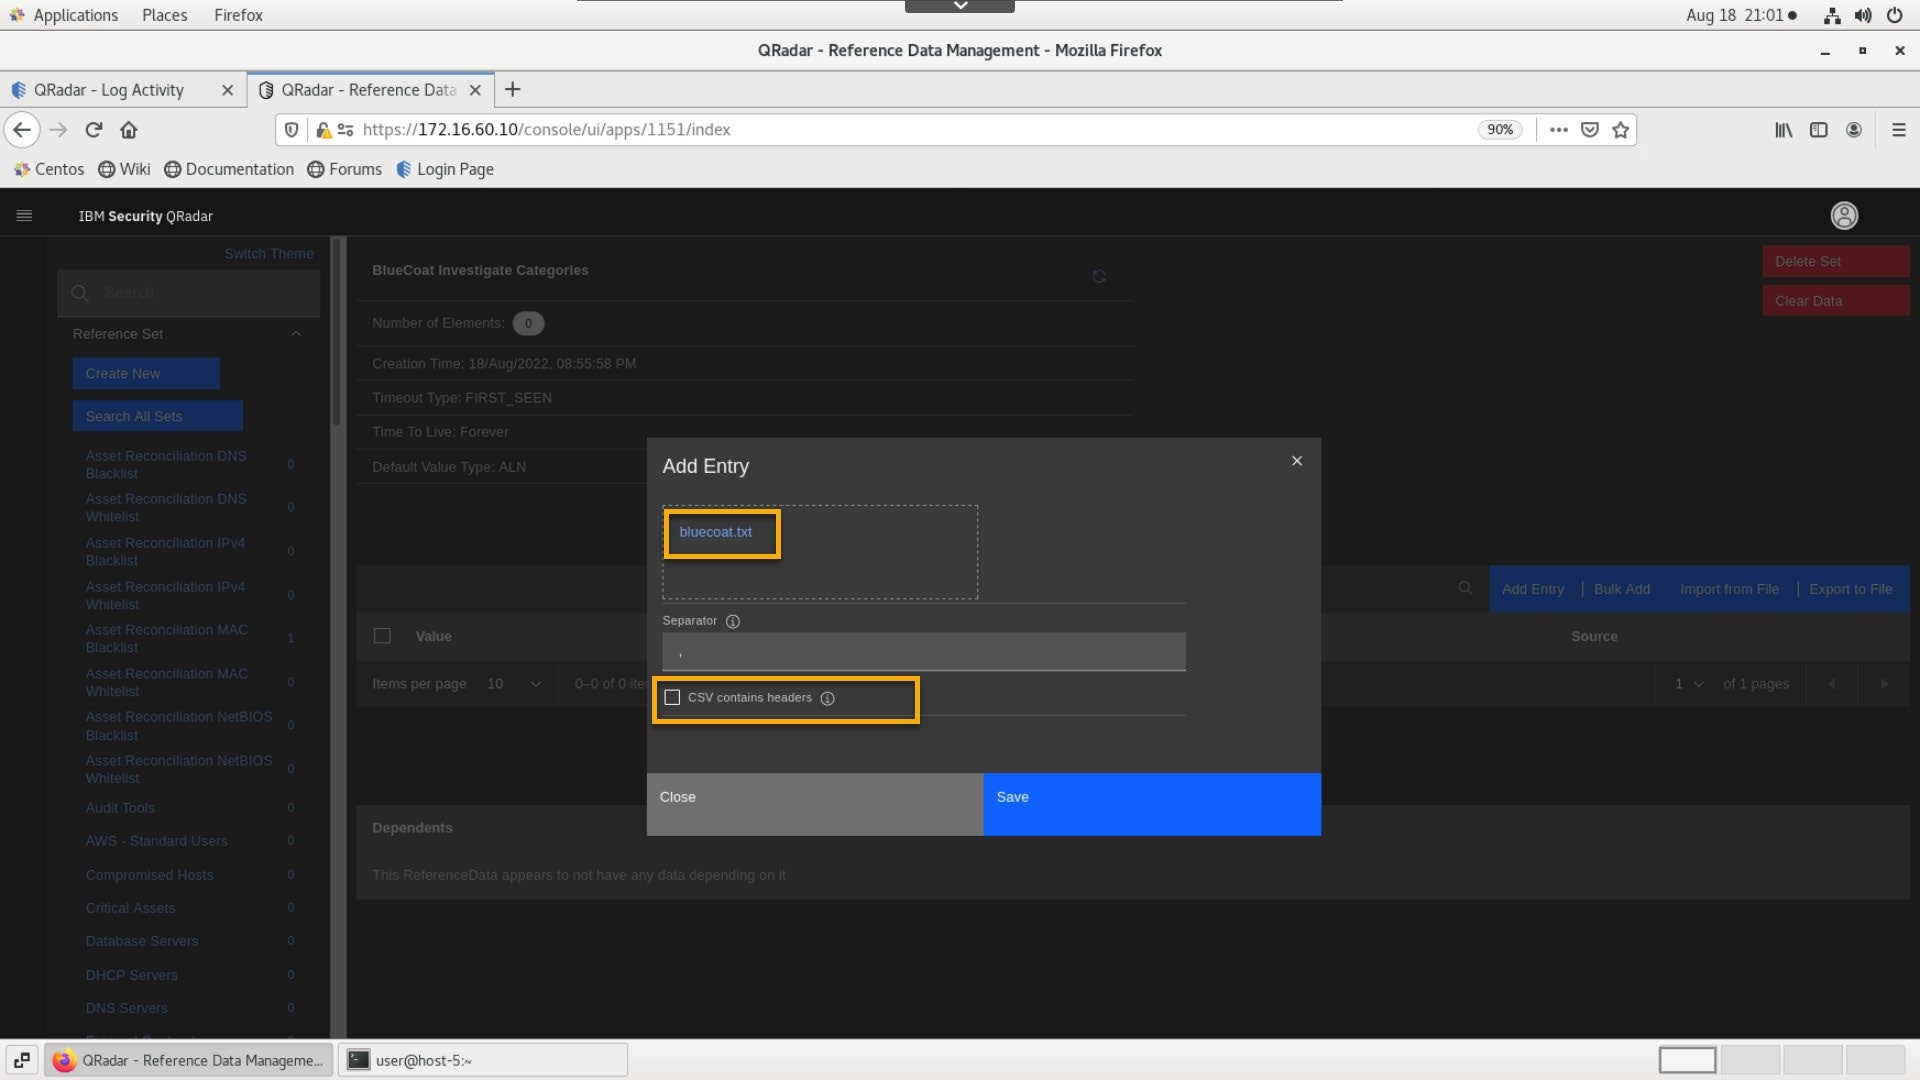 Applications Places Firefox Aug 18 21:01
QRadar - Reference Data Management - Mozilla Firefox
QRadar - Log Activity QRadar - Reference Data
https://172.16.60.10/console/ui/apps/1151/index 90%
Centos Wiki Documentation Forums Login Page
IBM Security QRadar
Switch Theme
Search
Reference Set
Create New
Search All Sets
Asset Reconciliation DNS
Blacklist 0
Asset Reconciliation DNS
Whitelist 0
Asset Reconciliation IPv4
Blacklist 0
Asset Reconciliation IPv4
Whitelist 0
Asset Reconciliation MAC
Blacklist 1
Asset Reconciliation MAC
Whitelist 0
Asset Reconciliation NetBIOS
Blacklist 0
Asset Reconciliation NetBIOS
Whitelist 0
Audit Tools 0
AWS - Standard Users 0
Compromised Hosts 0
Critical Assets 0
Database Servers 0
DHCP Servers 0
DNS Servers 0
BlueCoat Investigate Categories
Delete Set
Clear Data
Number of Elements: 0
Creation Time: 18/Aug/2022, 08:55:58 PM
Timeout Type: FIRST_SEEN
Time To Live: Forever
Default Value Type: ALN
Add Entry
bluecoat.txt
Separator
,
CSV contains headers
Close Save
Add Entry Bulk Add Import from File Export to File
Value Source
Items per page 10 0–0 of 0 1 of 1 pages
Dependents
This ReferenceData appears to not have any data depending on it
QRadar - Reference Data Manageme... user@host-5:~